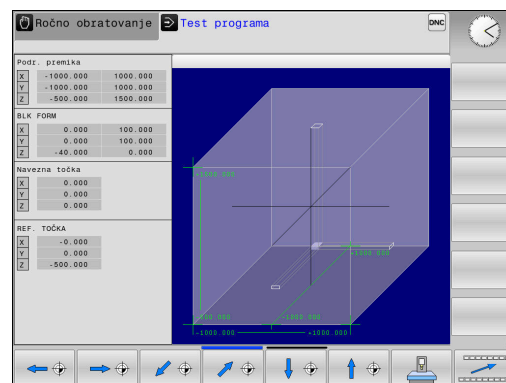 Ročno obratovanje
Test programa
DNC
Podr. premika
X -1000.000 1000.000
Y -1000.000 1000.000
Z -500.000 1500.000
BLK FORM
X 0.000 100.000
Y 0.000 100.000
Z -40.000 0.000
Navezna točka
X 0.000
Y 0.000
Z 0.000
REF. TOČKA
X -0.000
Y 0.000
Z -500.000
+1500.000
+1000.000
-500.000
-1000.000
-1000.000
+1000.000